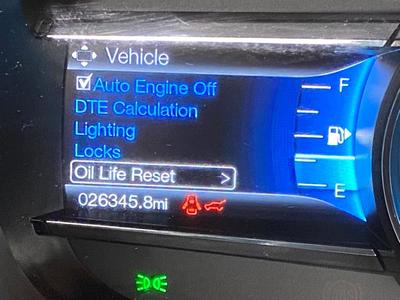 Vehicle
Auto Engine Off
DTE Calculation
Lighting
Locks
Oil Life Reset >
026345.8mi
F
E